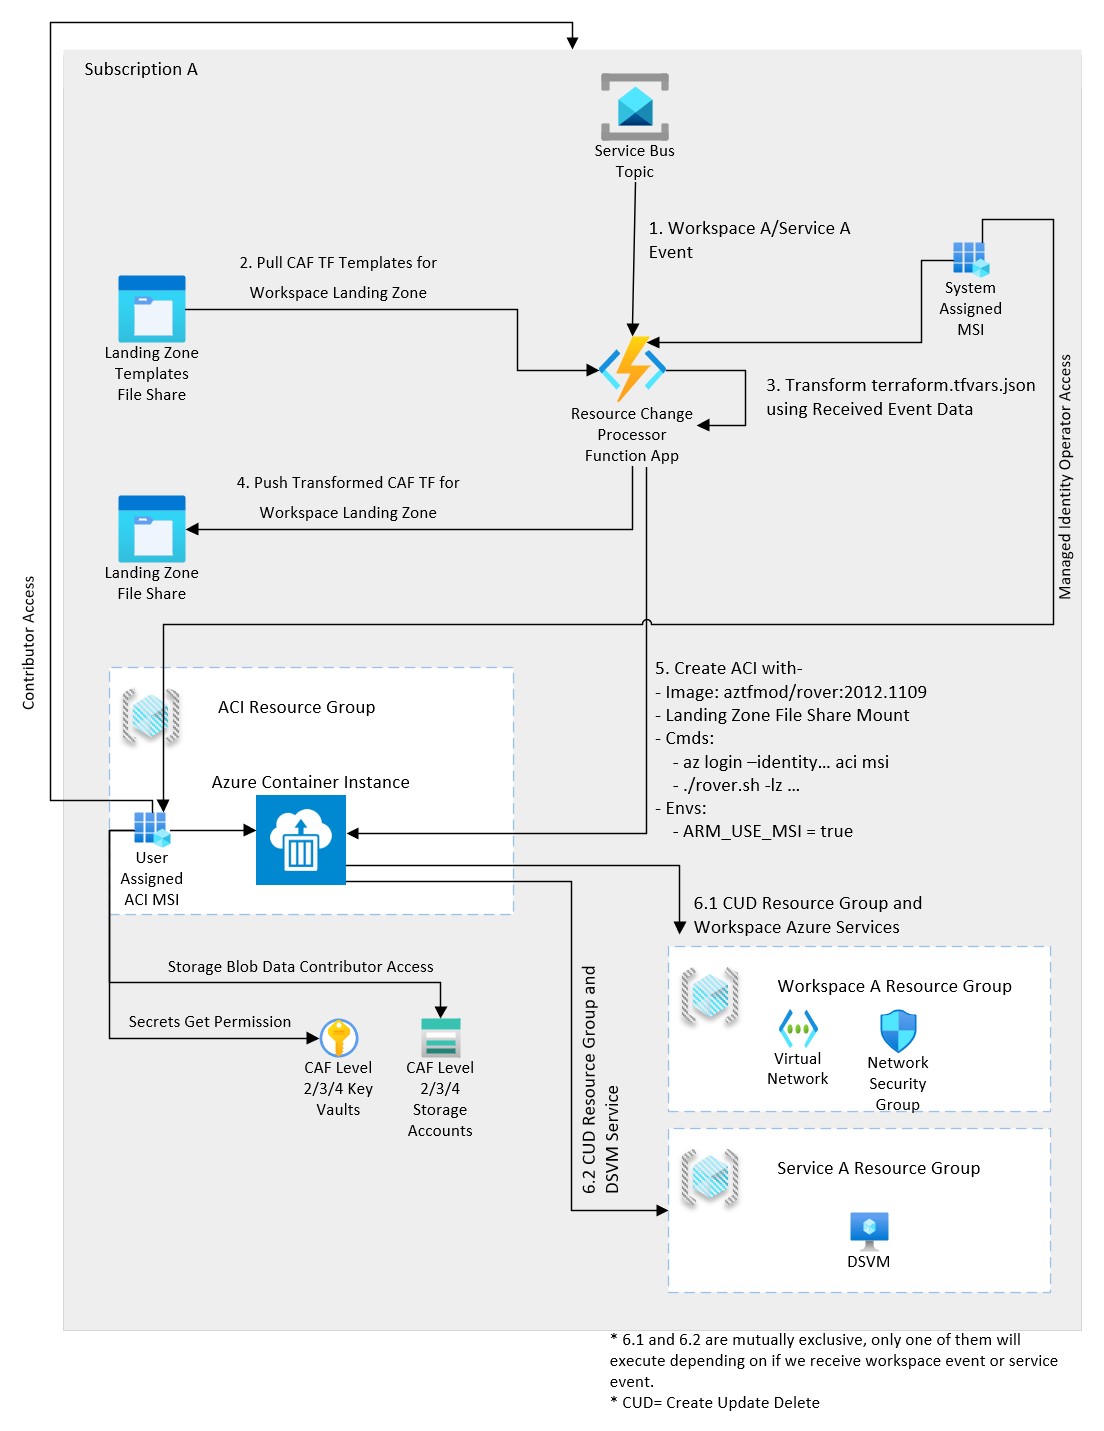 Subscription A
Service Bus
Topic
1. Workspace A/Service A
Event
2. Pull CAF TF Templates for
Workspace Landing Zone
System
Assigned
MSI
Landing Zone
Templates
File Share
3. Transform terraform.tfvars.json
using Received Event Data
Resource Change
Processor
Function App
Managed Identity Operator Access
4. Push Transformed CAF TF for
Workspace Landing Zone
Landing Zone
File Share
Contributor Access
5. Create ACI with-
- Image: aztfmod/rover:2012.1109
- Landing Zone File Share Mount
- Cmds:
- az login –identity... aci msi
- ./rover.sh -lz ...
- Envs:
- ARM_USE_MSI = true
ACI Resource Group
Azure Container Instance
User
Assigned
ACI MSI
6.1 CUD Resource Group and
Workspace Azure Services
Storage Blob Data Contributor Access
Secrets Get Permission
CAF Level
2/3/4 Key
Vaults
CAF Level
2/3/4
Storage
Accounts
6.2 CUD Resource Group and
DSVM Service
Workspace A Resource Group
Virtual
Network
Network
Security
Group
Service A Resource Group
DSVM
* 6.1 and 6.2 are mutually exclusive, only one of them will
execute depending on if we receive workspace event or service
event.
* CUD= Create Update Delete